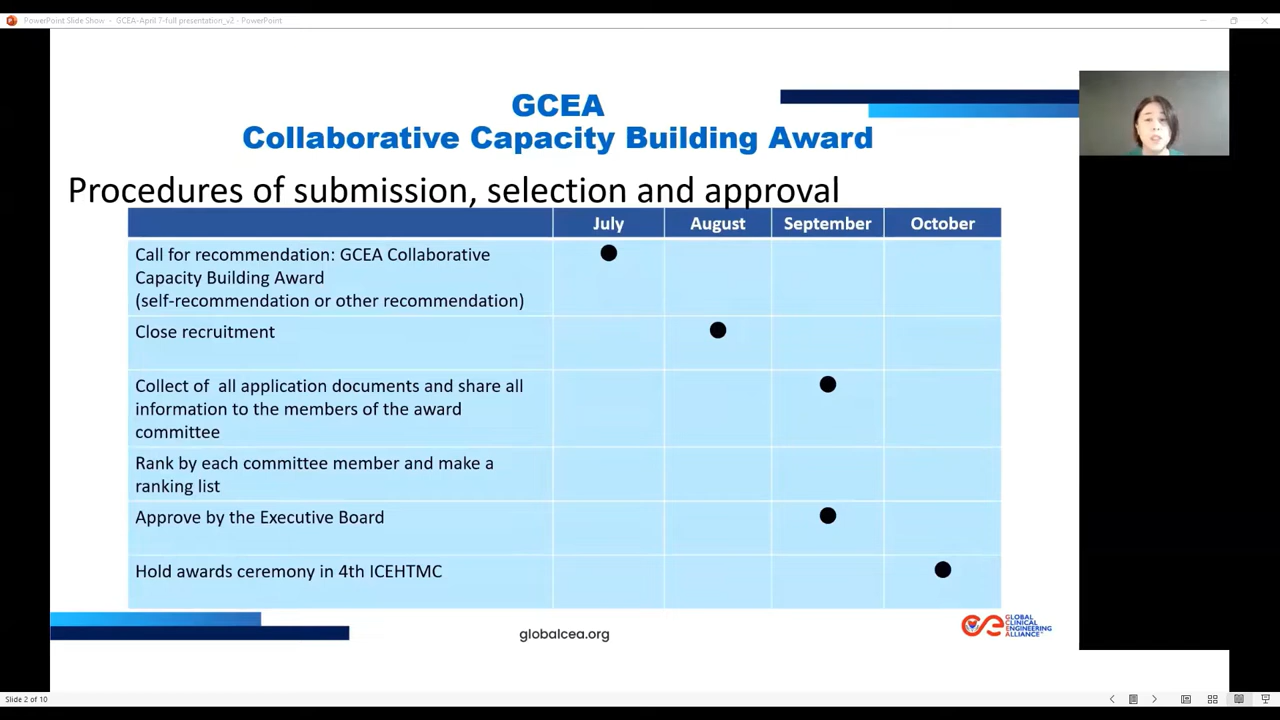 PowerPoint Slide Show - GCEA-April 7-full presentation_v2 - PowerPoint
GCEA
Collaborative Capacity Building Award
Procedures of submission, selection and approval
July August September October
Call for recommendation: GCEA Collaborative ●
Capacity Building Award
(self-recommendation or other recommendation)
Close recruitment ●
Collect of all application documents and share all ●
information to the members of the award
committee
Rank by each committee member and make a
ranking list
Approve by the Executive Board ●
Hold awards ceremony in 4th ICEHTMC ●
globalcea.org
GLOBAL
CLINICAL
ENGINEERING
ALLIANCE
Slide 2 of 10